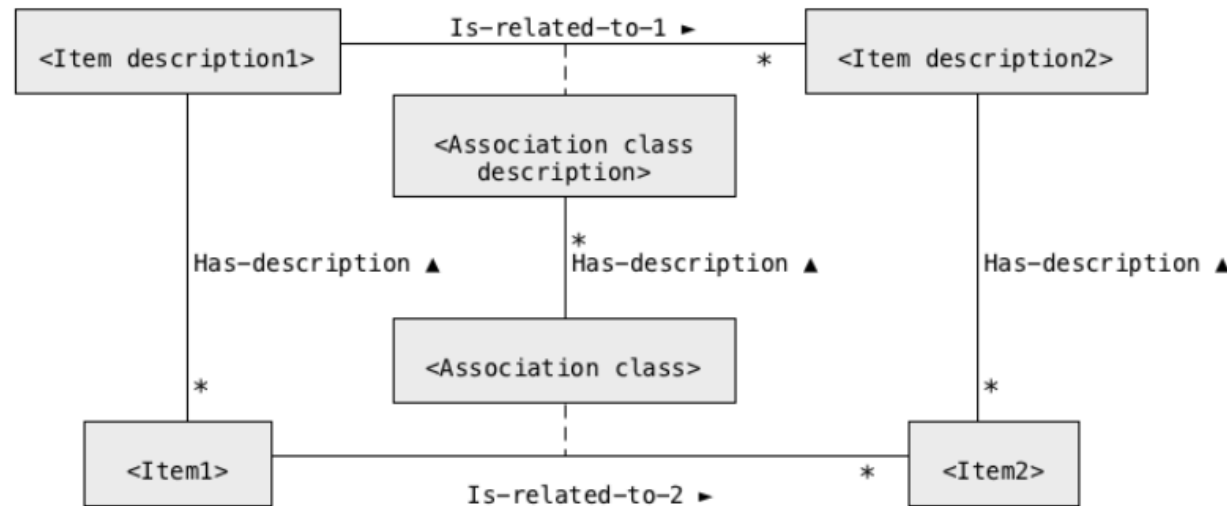 Is-related-to-1 ►
<Item description1>
*
<Item description2>
<Association class
description>
*
Has-description ▲
Has-description ▲
Has-description ▲
<Association class>
*
*
<Item1>
*
<Item2>
Is-related-to-2 ►